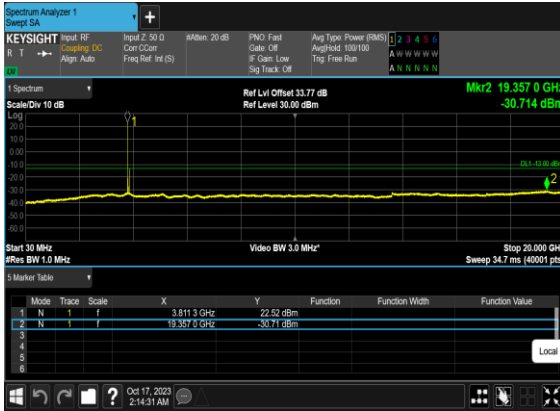 Spectrum Analyzer 1
Swept SA
+
KEYSIGHT
R T
LXI
Input: RF
Coupling: DC
Align: Auto
Input Z: 50 Ω
Corr CCorr
Freq Ref: Int (S)
#Atten: 20 dB
PNO: Fast
Gate: Off
IF Gain: Low
Sig Track: Off
Avg Type: Power (RMS)
Avg|Hold: 100/100
Trig: Free Run
1 2 3 4 5 6
A W W W W W
A N N N N N
1 Spectrum
Scale/Div 10 dB
Ref Lvl Offset 33.77 dB
Ref Level 30.00 dBm
Mkr2 19.357 0 GHz
-30.714 dBm
Log
20.0
10.0
0.00
-10.0
-20.0
-30.0
-40.0
-50.0
-60.0
1
DL1 -13.00 dBm
2
Start 30 MHz
#Res BW 1.0 MHz
Video BW 3.0 MHz*
Stop 20.000 GH
Sweep 34.7 ms (40001 pts
5 Marker Table
Mode Trace Scale X Y Function Function Width Function Value
1 N 1 f 3.811 3 GHz 22.52 dBm
2 N 1 f 19.357 0 GHz -30.71 dBm
3
4
5
6
Local
?
Oct 17, 2023
2:14:31 AM